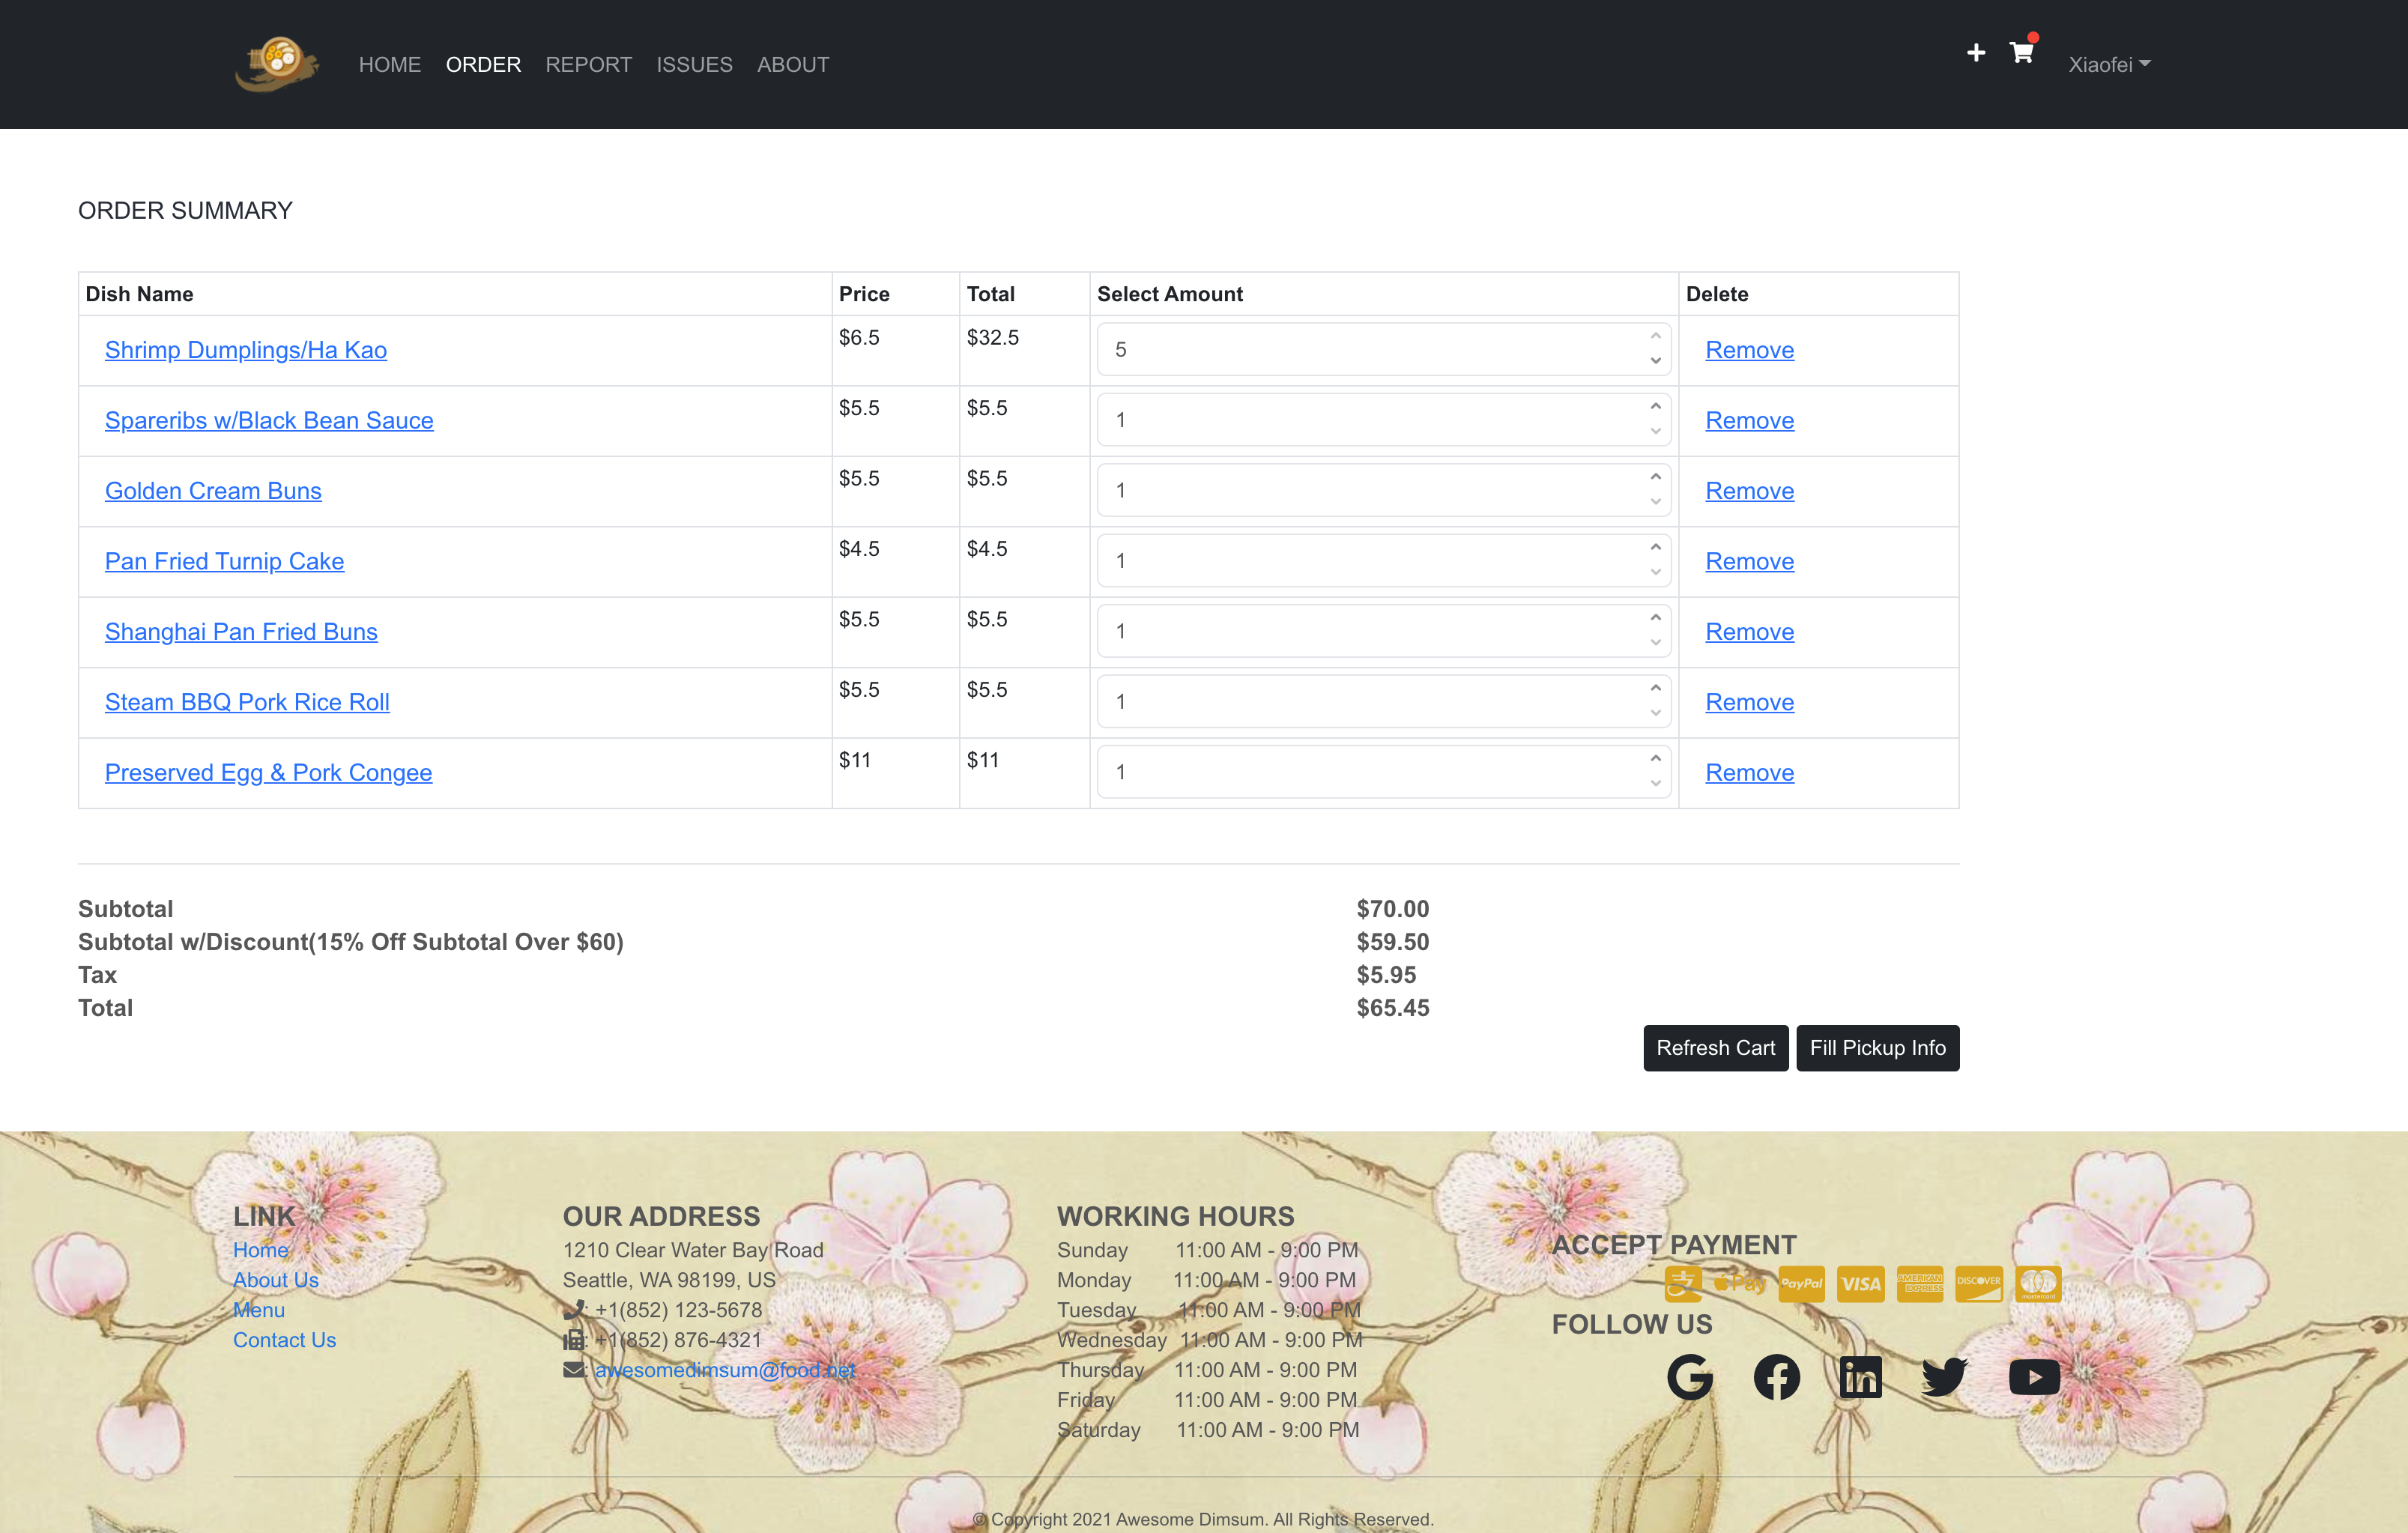 HOME ORDER REPORT ISSUES ABOUT Xiaofei
ORDER SUMMARY
Dish Name Price Total Select Amount Delete
Shrimp Dumplings/Ha Kao $6.5 $32.5 5 Remove
Spareribs w/Black Bean Sauce $5.5 $5.5 1 Remove
Golden Cream Buns $5.5 $5.5 1 Remove
Pan Fried Turnip Cake $4.5 $4.5 1 Remove
Shanghai Pan Fried Buns $5.5 $5.5 1 Remove
Steam BBQ Pork Rice Roll $5.5 $5.5 1 Remove
Preserved Egg & Pork Congee $11 $11 1 Remove
Subtotal $70.00
Subtotal w/Discount(15% Off Subtotal Over $60) $59.50
Tax $5.95
Total $65.45
Refresh Cart Fill Pickup Info
LINK
Home
About Us
Menu
Contact Us
OUR ADDRESS
1210 Clear Water Bay Road
Seattle, WA 98199, US
: +1(852) 123-5678
: +1(852) 876-4321
: awesomedimsum@food.net
WORKING HOURS
Sunday 11:00 AM - 9:00 PM
Monday 11:00 AM - 9:00 PM
Tuesday 11:00 AM - 9:00 PM
Wednesday 11:00 AM - 9:00 PM
Thursday 11:00 AM - 9:00 PM
Friday 11:00 AM - 9:00 PM
Saturday 11:00 AM - 9:00 PM
ACCEPT PAYMENT
Pay PayPal VISA AMERICAN EXPRESS DISCOVER mastercard
FOLLOW US
© Copyright 2021 Awesome Dimsum. All Rights Reserved.